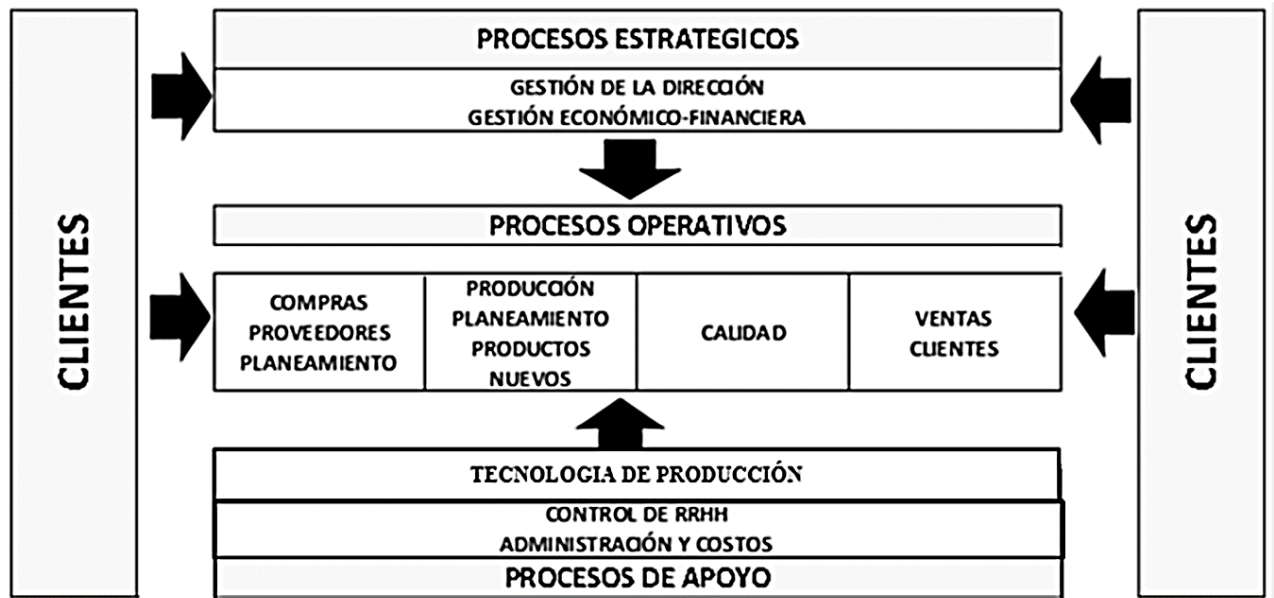 CLIENTES
PROCESOS ESTRATEGICOS
GESTIÓN DE LA DIRECCIÓN
GESTIÓN ECONÓMICO-FINANCIERA
PROCESOS OPERATIVOS
COMPRAS
PROVEEDORES
PLANEAMIENTO
PRODUCCIÓN
PLANEAMIENTO
PRODUCTOS
NUEVOS
CALIDAD
VENTAS
CLIENTES
TECNOLOGIA DE PRODUCCIÓN
CONTROL DE RRHH
ADMINISTRACIÓN Y COSTOS
PROCESOS DE APOYO
CLIENTES